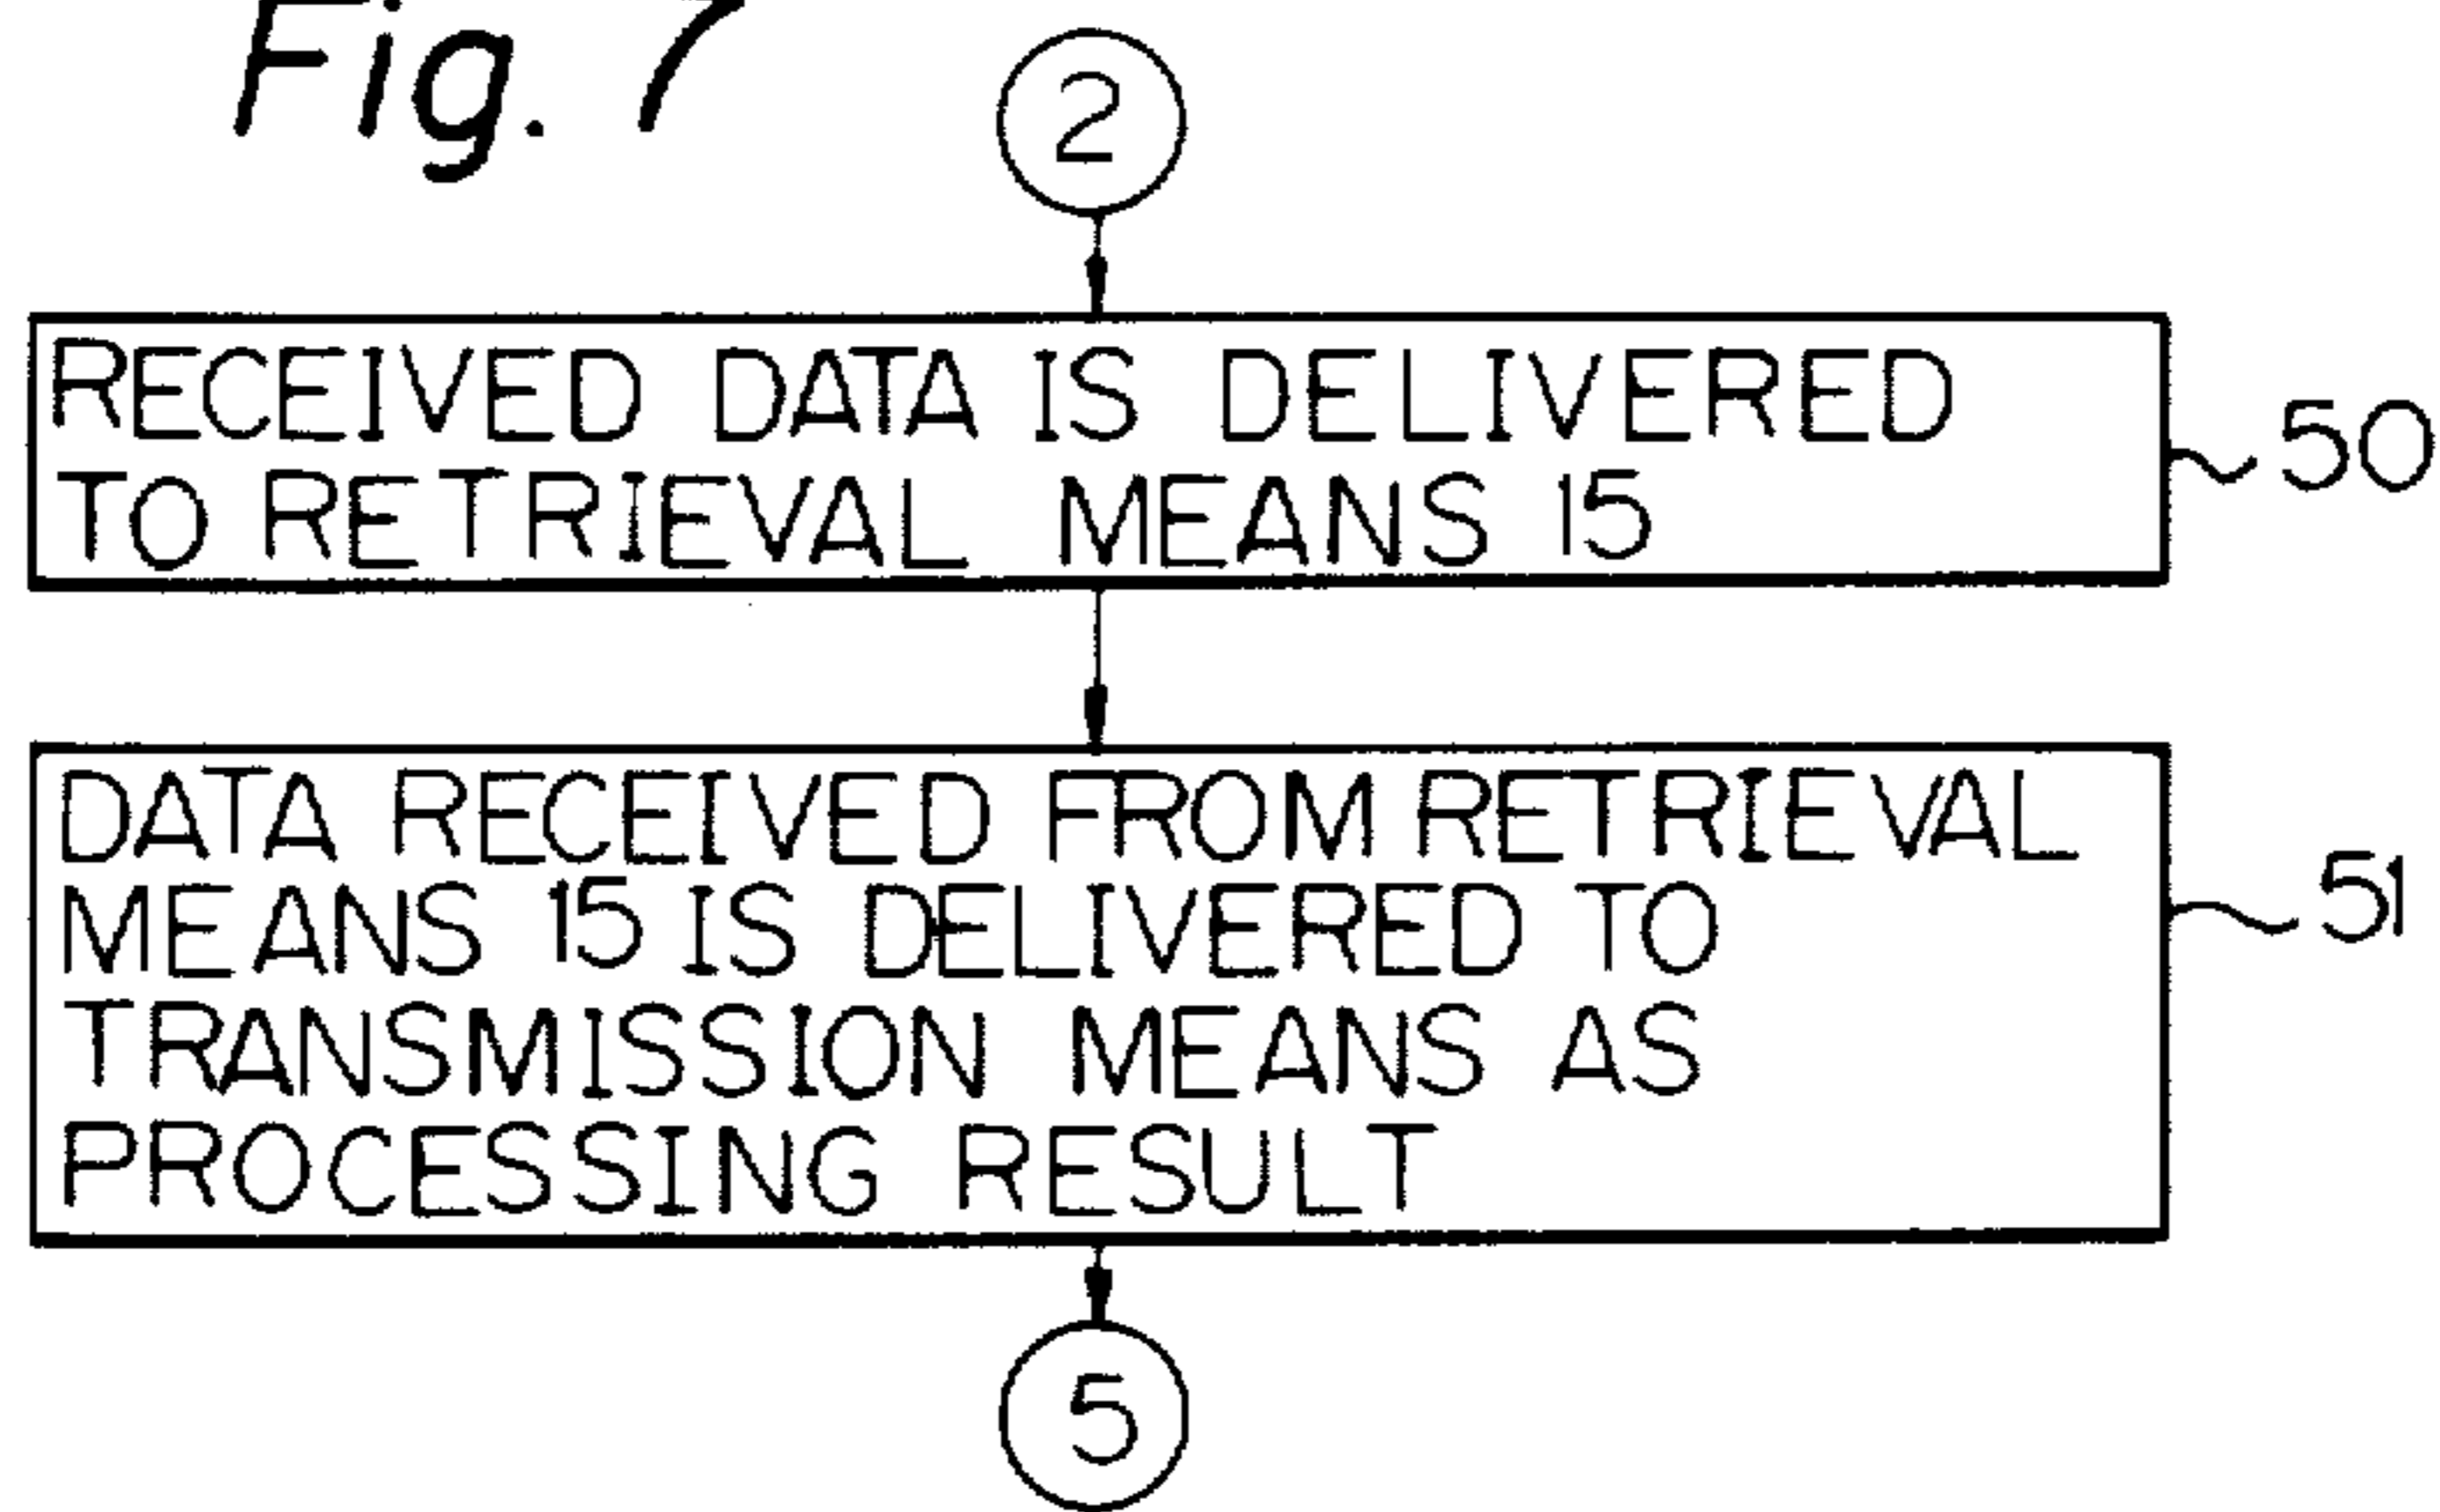 Fig. 7
2
RECEIVED DATA IS DELIVERED
TO RETRIEVAL MEANS 15
50
DATA RECEIVED FROM RETRIEVAL
MEANS 15 IS DELIVERED TO
TRANSMISSION MEANS AS
PROCESSING RESULT
51
5